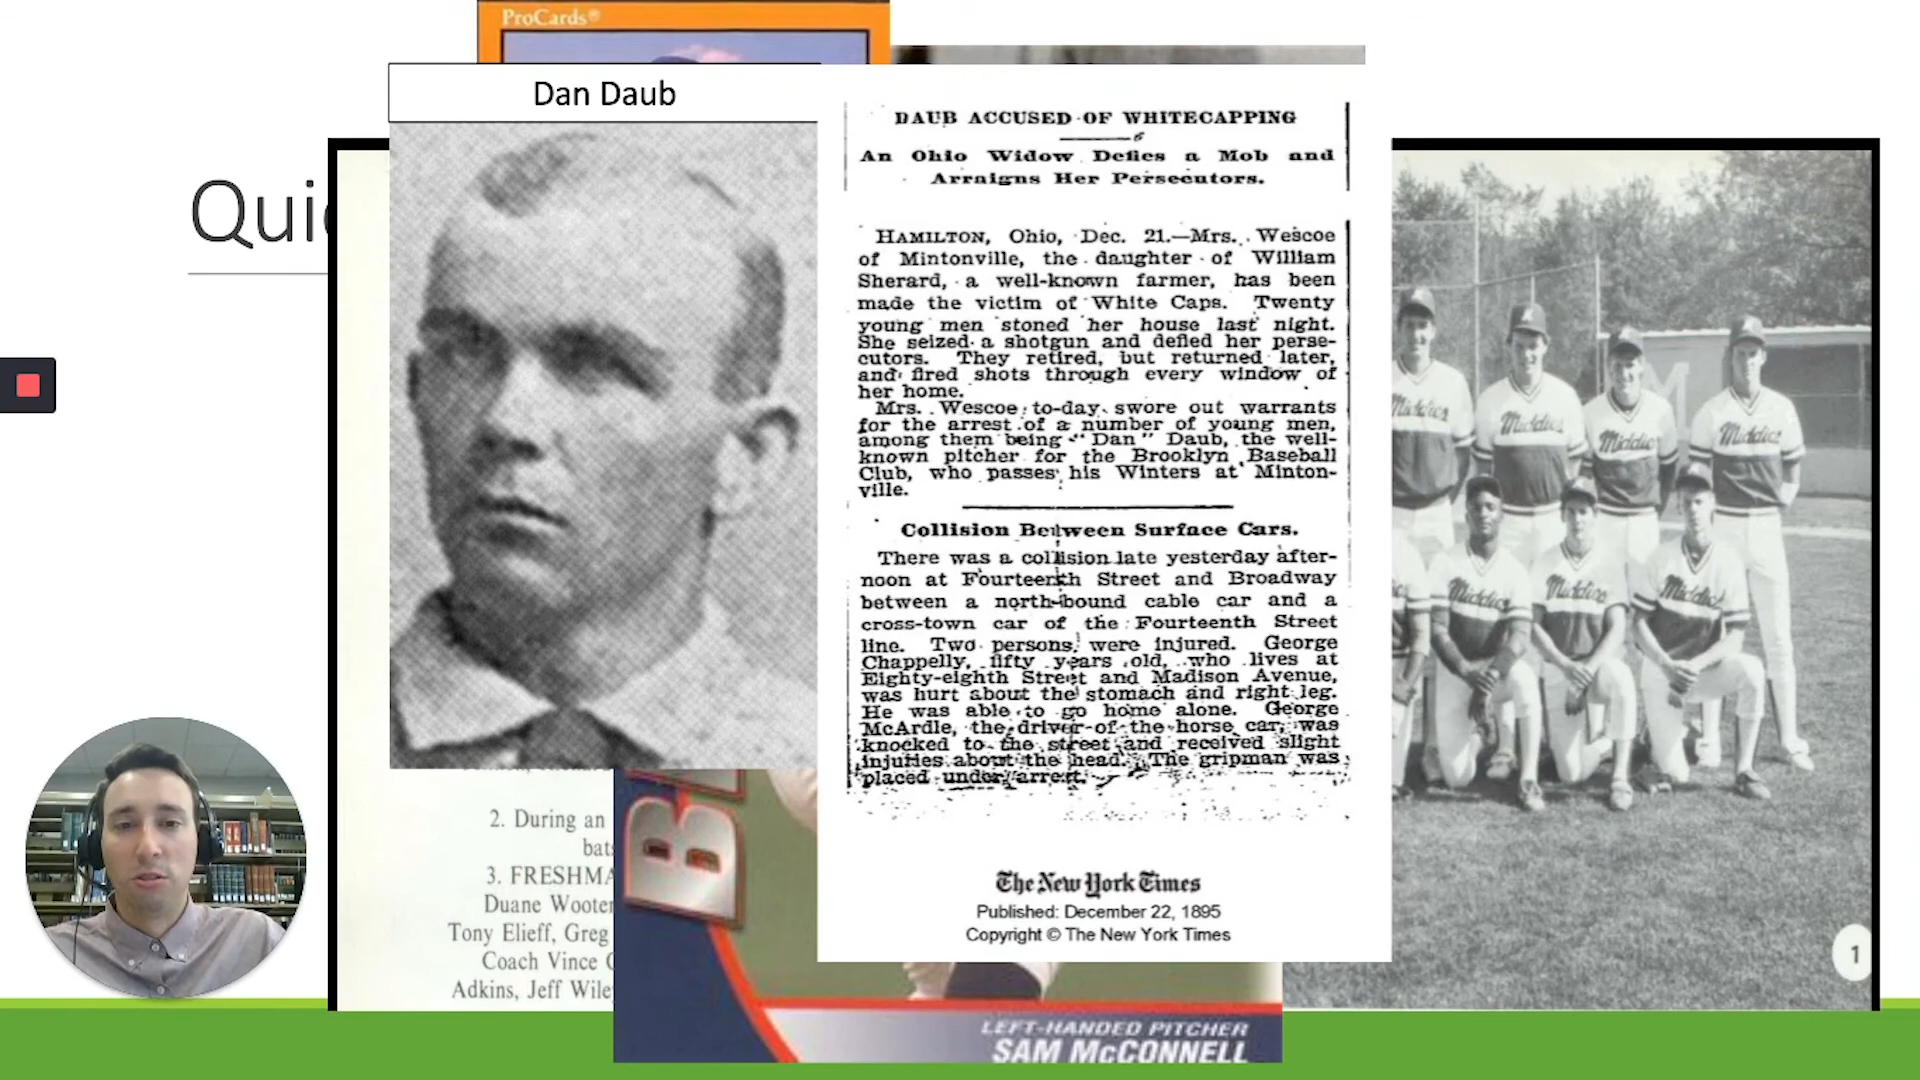 ProCards®
Dan Daub
Qui
DAUB ACCUSED OF WHITECAPPING
An Ohio Widow Defies a Mob and
Arraigns Her Persecutors.
HAMILTON, Ohio, Dec. 21.—Mrs. Wescoe
of Mintonville, the daughter of William
Sherard, a well-known farmer, has been
made the victim of White Caps. Twenty
young men stoned her house last night.
She seized a shotgun and defied her perse-
cutors. They retired, but returned later,
and fired shots through every window of
her home.
Mrs. Wescoe to-day swore out warrants
for the arrest of a number of young men,
among them being "Dan" Daub, the well-
known pitcher for the Brooklyn Baseball
Club, who passes his Winters at Minton-
ville.
Collision Between Surface Cars.
There was a collision late yesterday after-
noon at Fourteenth Street and Broadway
between a north-bound cable car and a
cross-town car of the Fourteenth Street
line. Two persons were injured. George
Chappelly, fifty years old, who lives at
Eighty-eighth Street and Madison Avenue,
was hurt about the stomach and right leg.
He was able to go home alone. George
McArdle, the driver of the horse car, was
knocked to the street and received slight
injuries about the head. The gripman was
placed under arrest.
The New York Times
Published: December 22, 1895
Copyright © The New York Times
Middies
Middies
Middies
Middies
Middies
Middies
Middies
2. During an
bats
3. FRESHMA
Duane Wooten
Tony Elieff, Greg
Coach Vince
Adkins, Jeff Wile
B
1
LEFT-HANDED PITCHER
SAM McCONNELL